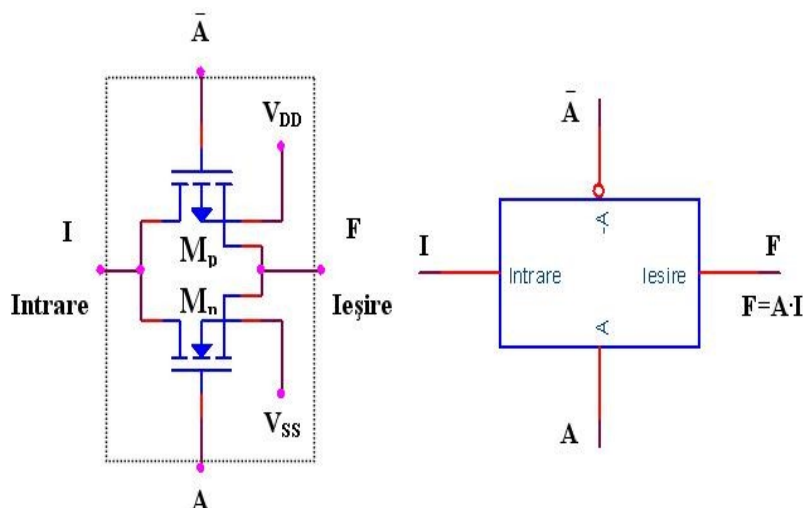 Ā
V_DD
I
F
M_p
Intrare
M_n
Ieşire
V_SS
A
Ā
-A
I
F
Intrare
Iesire
F=A·I
A
A